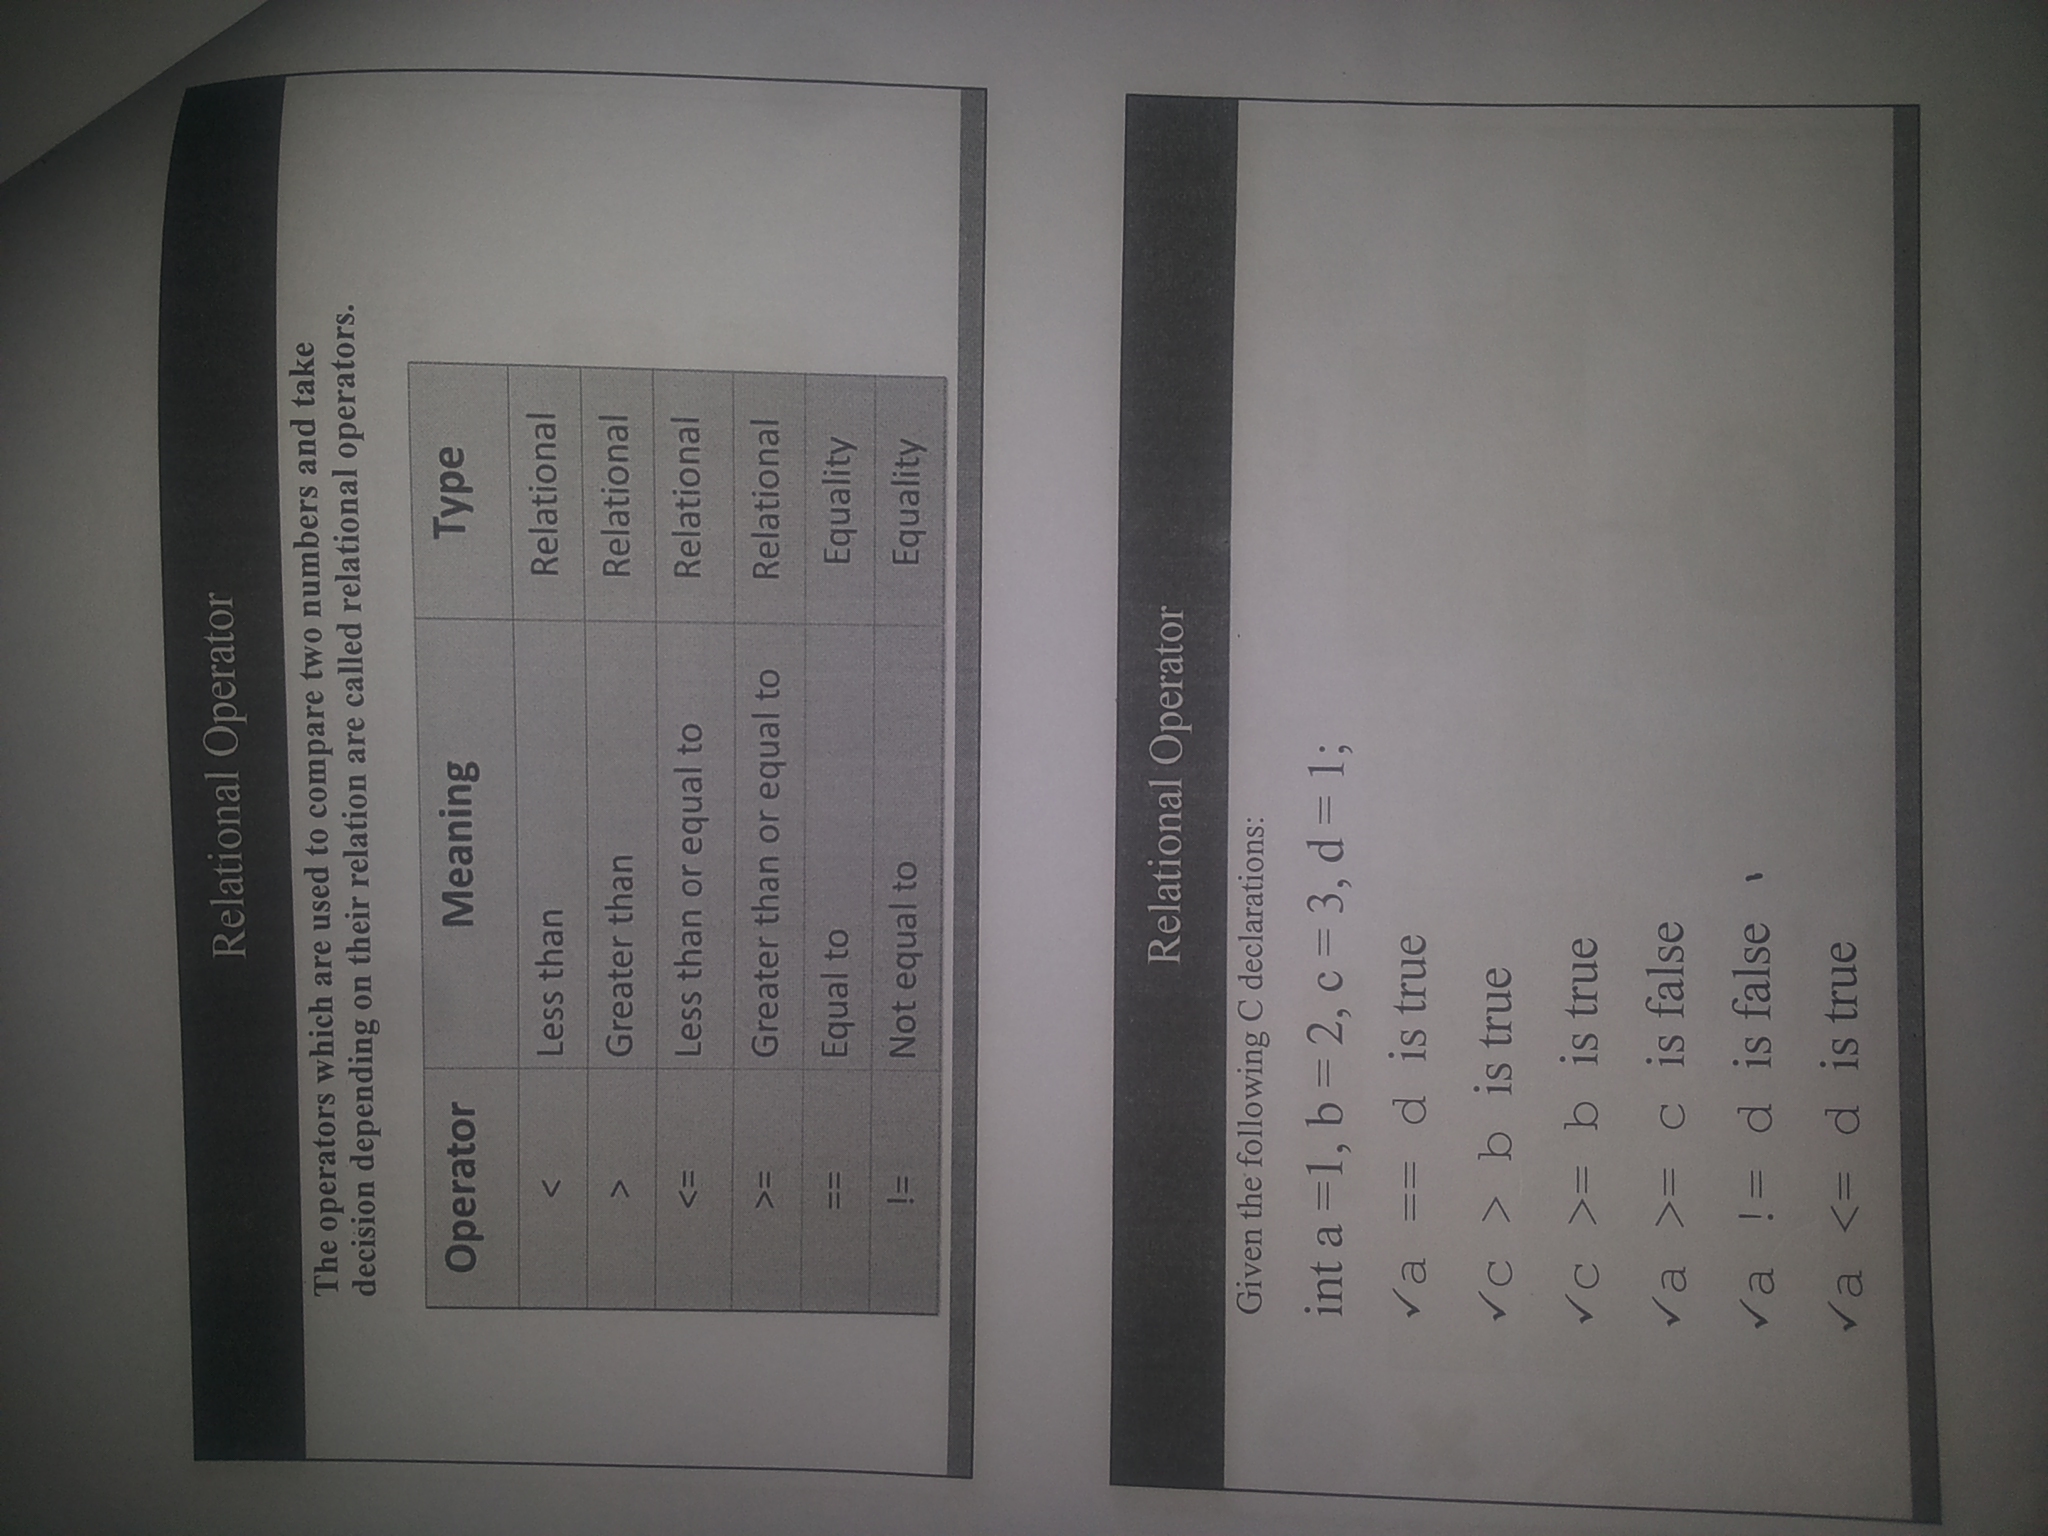 Relational Operator
The operators which are used to compare two numbers and take
decision depending on their relation are called relational operators.
Operator Meaning Type
< Less than Relational
> Greater than Relational
<= Less than or equal to Relational
>= Greater than or equal to Relational
== Equal to Equality
!= Not equal to Equality
Relational Operator
Given the following C declarations:
int a =1, b = 2, c = 3, d = 1;
✓a == d is true
✓c > b is true
✓c >= b is true
✓a >= c is false
✓a != d is false
✓a <= d is true